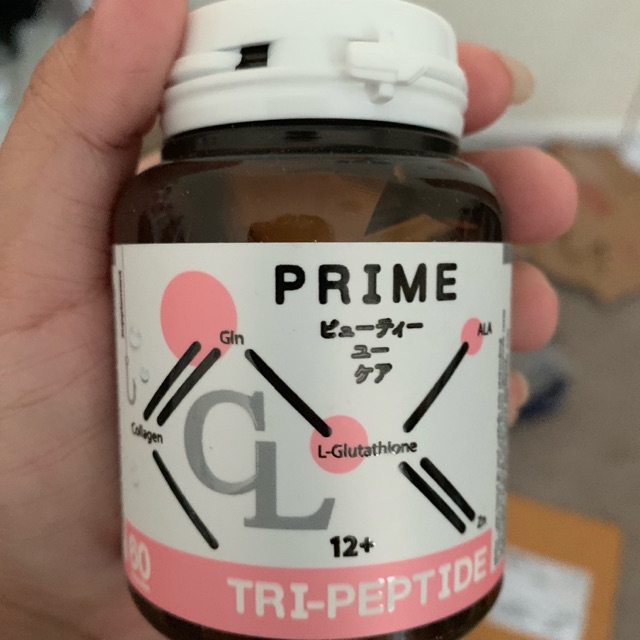 PRIME
ビューティー
ユー
ケア
Gln
ALA
Collagen
CL
L-Glutathione
Zn
12+
60
TRI-PEPTIDE